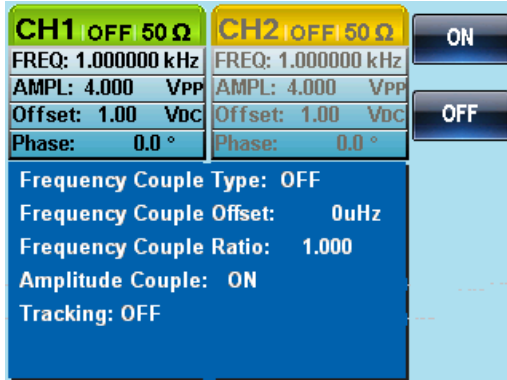 CH1 OFF 50 Ω CH2 OFF 50 Ω ON
FREQ: 1.000000 kHz FREQ: 1.000000 kHz
AMPL: 4.000 VPP AMPL: 4.000 VPP
Offset: 1.00 VDC Offset: 1.00 VDC OFF
Phase: 0.0 ° Phase: 0.0 °
Frequency Couple Type: OFF
Frequency Couple Offset: 0uHz
Frequency Couple Ratio: 1.000
Amplitude Couple: ON
Tracking: OFF